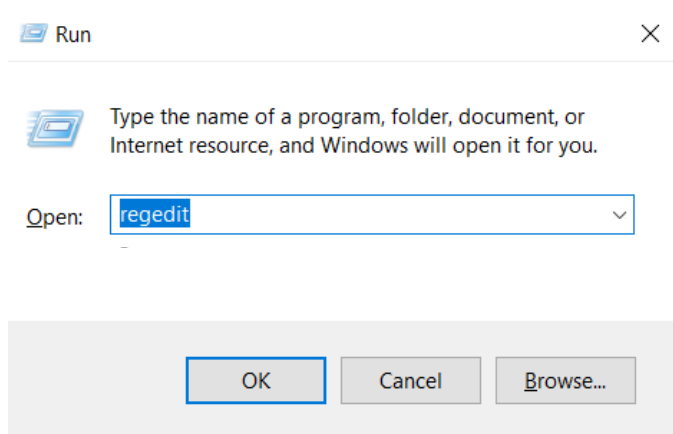 Run
Type the name of a program, folder, document, or
Internet resource, and Windows will open it for you.
Open: regedit
OK Cancel Browse...